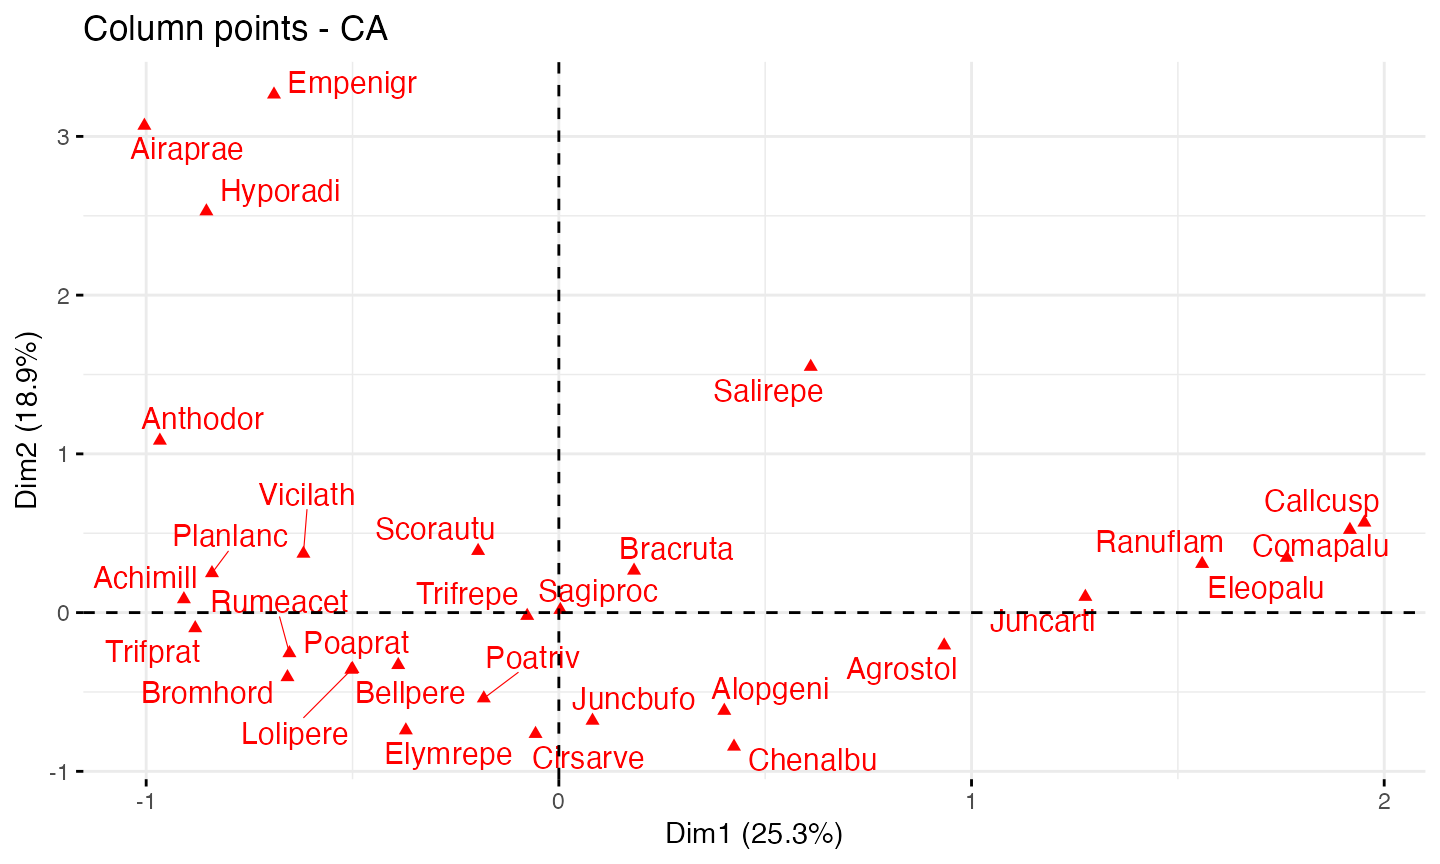 Column points - CA
Empenigr
Airaprae
Hyporadi
Salirepe
Anthodor
Vicilath
Planlanc
Scorautu
Bracruta
Callcusp
Ranuflam
Comapalu
Achimill
Rumeacet
Trifrepe
Sagiproc
Eleopalu
Juncarti
Trifprat
Poaprat
Poatriv
Agrostol
Bromhord
Bellpere
Juncbufo
Alopgeni
Lolipere
Elymrepe
Cirsarve
Chenalbu
3
2
1
0
-1
-1
0
1
2
Dim1 (25.3%)
Dim2 (18.9%)